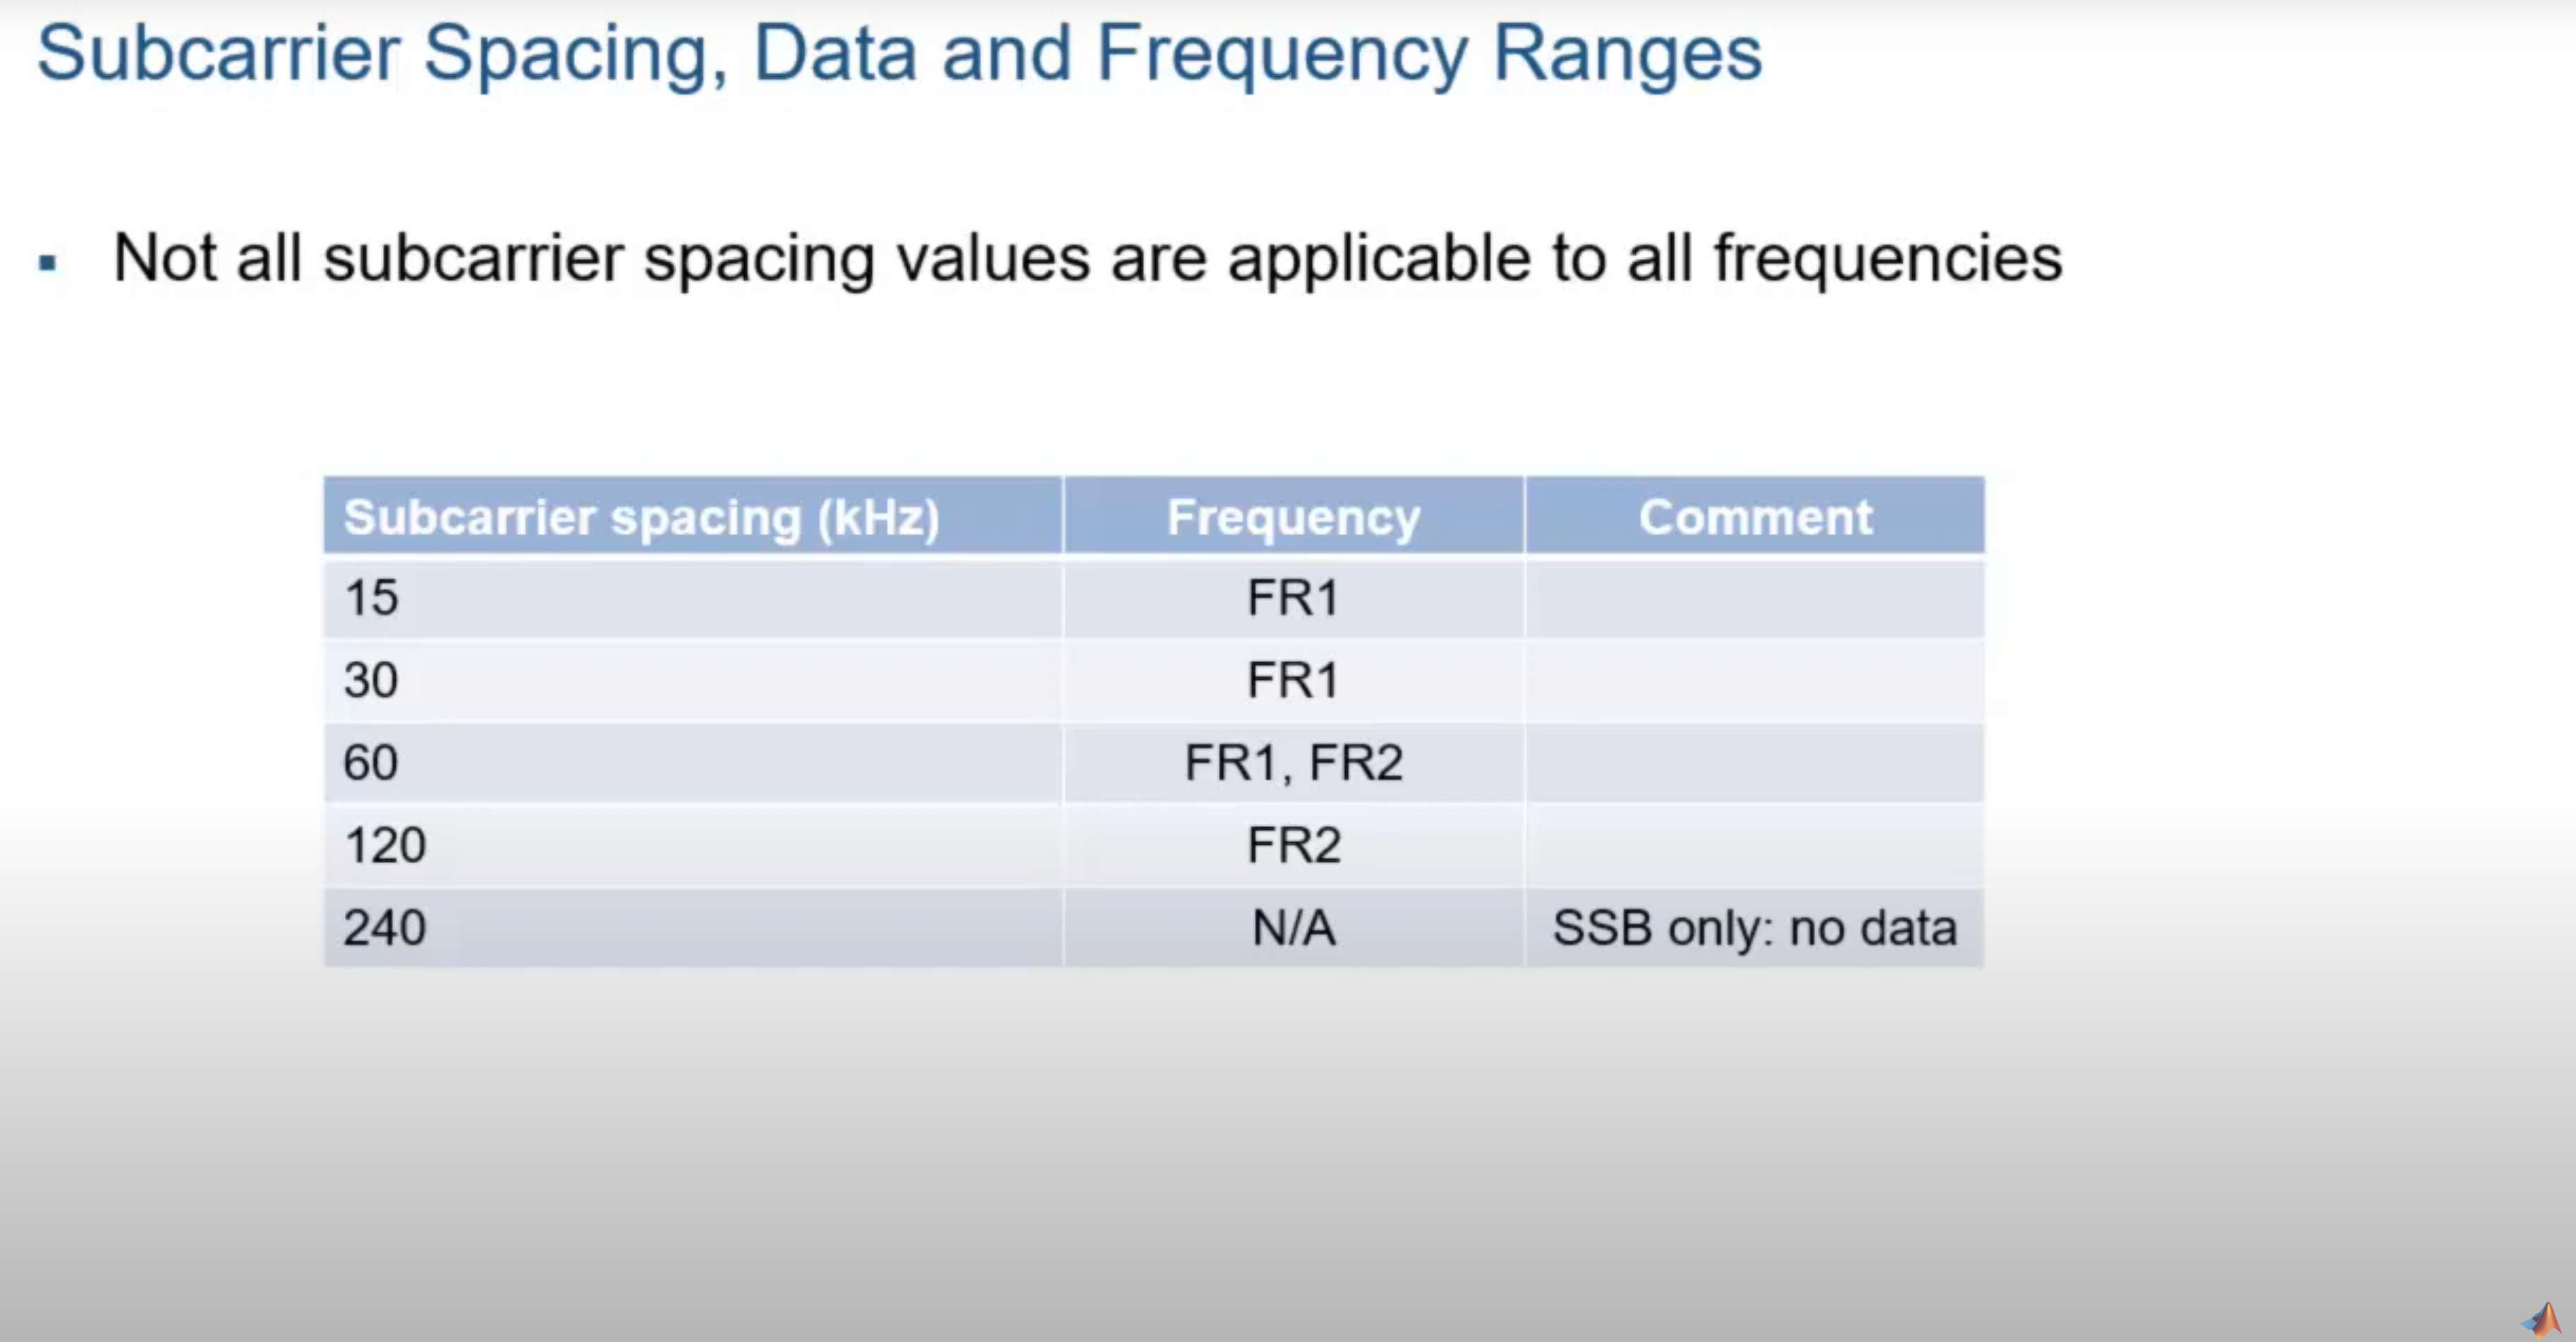 Subcarrier Spacing, Data and Frequency Ranges
▪ Not all subcarrier spacing values are applicable to all frequencies
Subcarrier spacing (kHz) Frequency Comment
15 FR1
30 FR1
60 FR1, FR2
120 FR2
240 N/A SSB only: no data